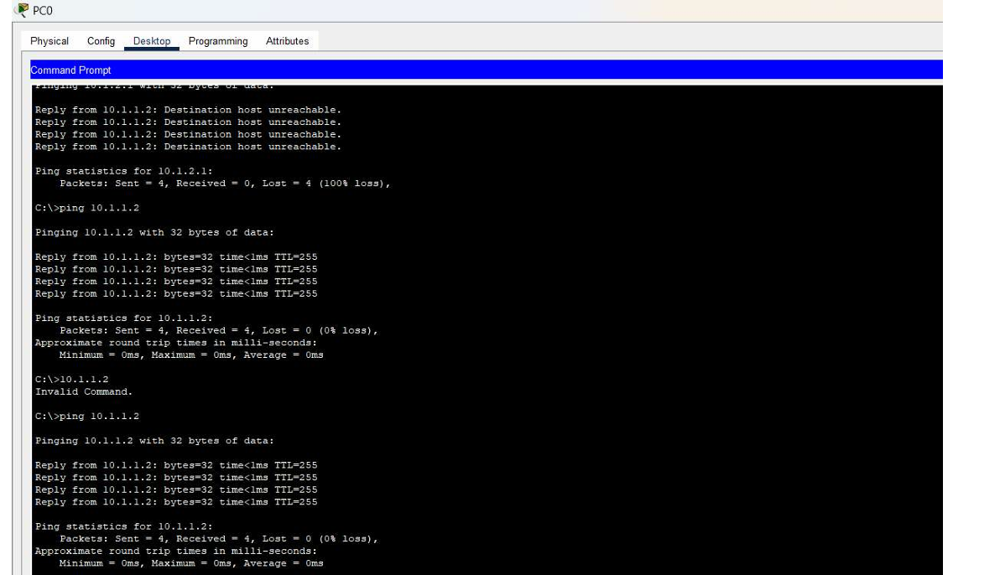 PC0
Physical Config Desktop Programming Attributes
Command Prompt
Pinging 10.1.2.1 with 32 bytes of data:
Reply from 10.1.1.2: Destination host unreachable.
Reply from 10.1.1.2: Destination host unreachable.
Reply from 10.1.1.2: Destination host unreachable.
Reply from 10.1.1.2: Destination host unreachable.
Ping statistics for 10.1.2.1:
Packets: Sent = 4, Received = 0, Lost = 4 (100% loss),
C:\>ping 10.1.1.2
Pinging 10.1.1.2 with 32 bytes of data:
Reply from 10.1.1.2: bytes=32 time<1ms TTL=255
Reply from 10.1.1.2: bytes=32 time<1ms TTL=255
Reply from 10.1.1.2: bytes=32 time<1ms TTL=255
Reply from 10.1.1.2: bytes=32 time<1ms TTL=255
Ping statistics for 10.1.1.2:
Packets: Sent = 4, Received = 4, Lost = 0 (0% loss),
Approximate round trip times in milli-seconds:
Minimum = 0ms, Maximum = 0ms, Average = 0ms
C:\>10.1.1.2
Invalid Command.
C:\>ping 10.1.1.2
Pinging 10.1.1.2 with 32 bytes of data:
Reply from 10.1.1.2: bytes=32 time<1ms TTL=255
Reply from 10.1.1.2: bytes=32 time<1ms TTL=255
Reply from 10.1.1.2: bytes=32 time<1ms TTL=255
Reply from 10.1.1.2: bytes=32 time<1ms TTL=255
Ping statistics for 10.1.1.2:
Packets: Sent = 4, Received = 4, Lost = 0 (0% loss),
Approximate round trip times in milli-seconds:
Minimum = 0ms, Maximum = 0ms, Average = 0ms